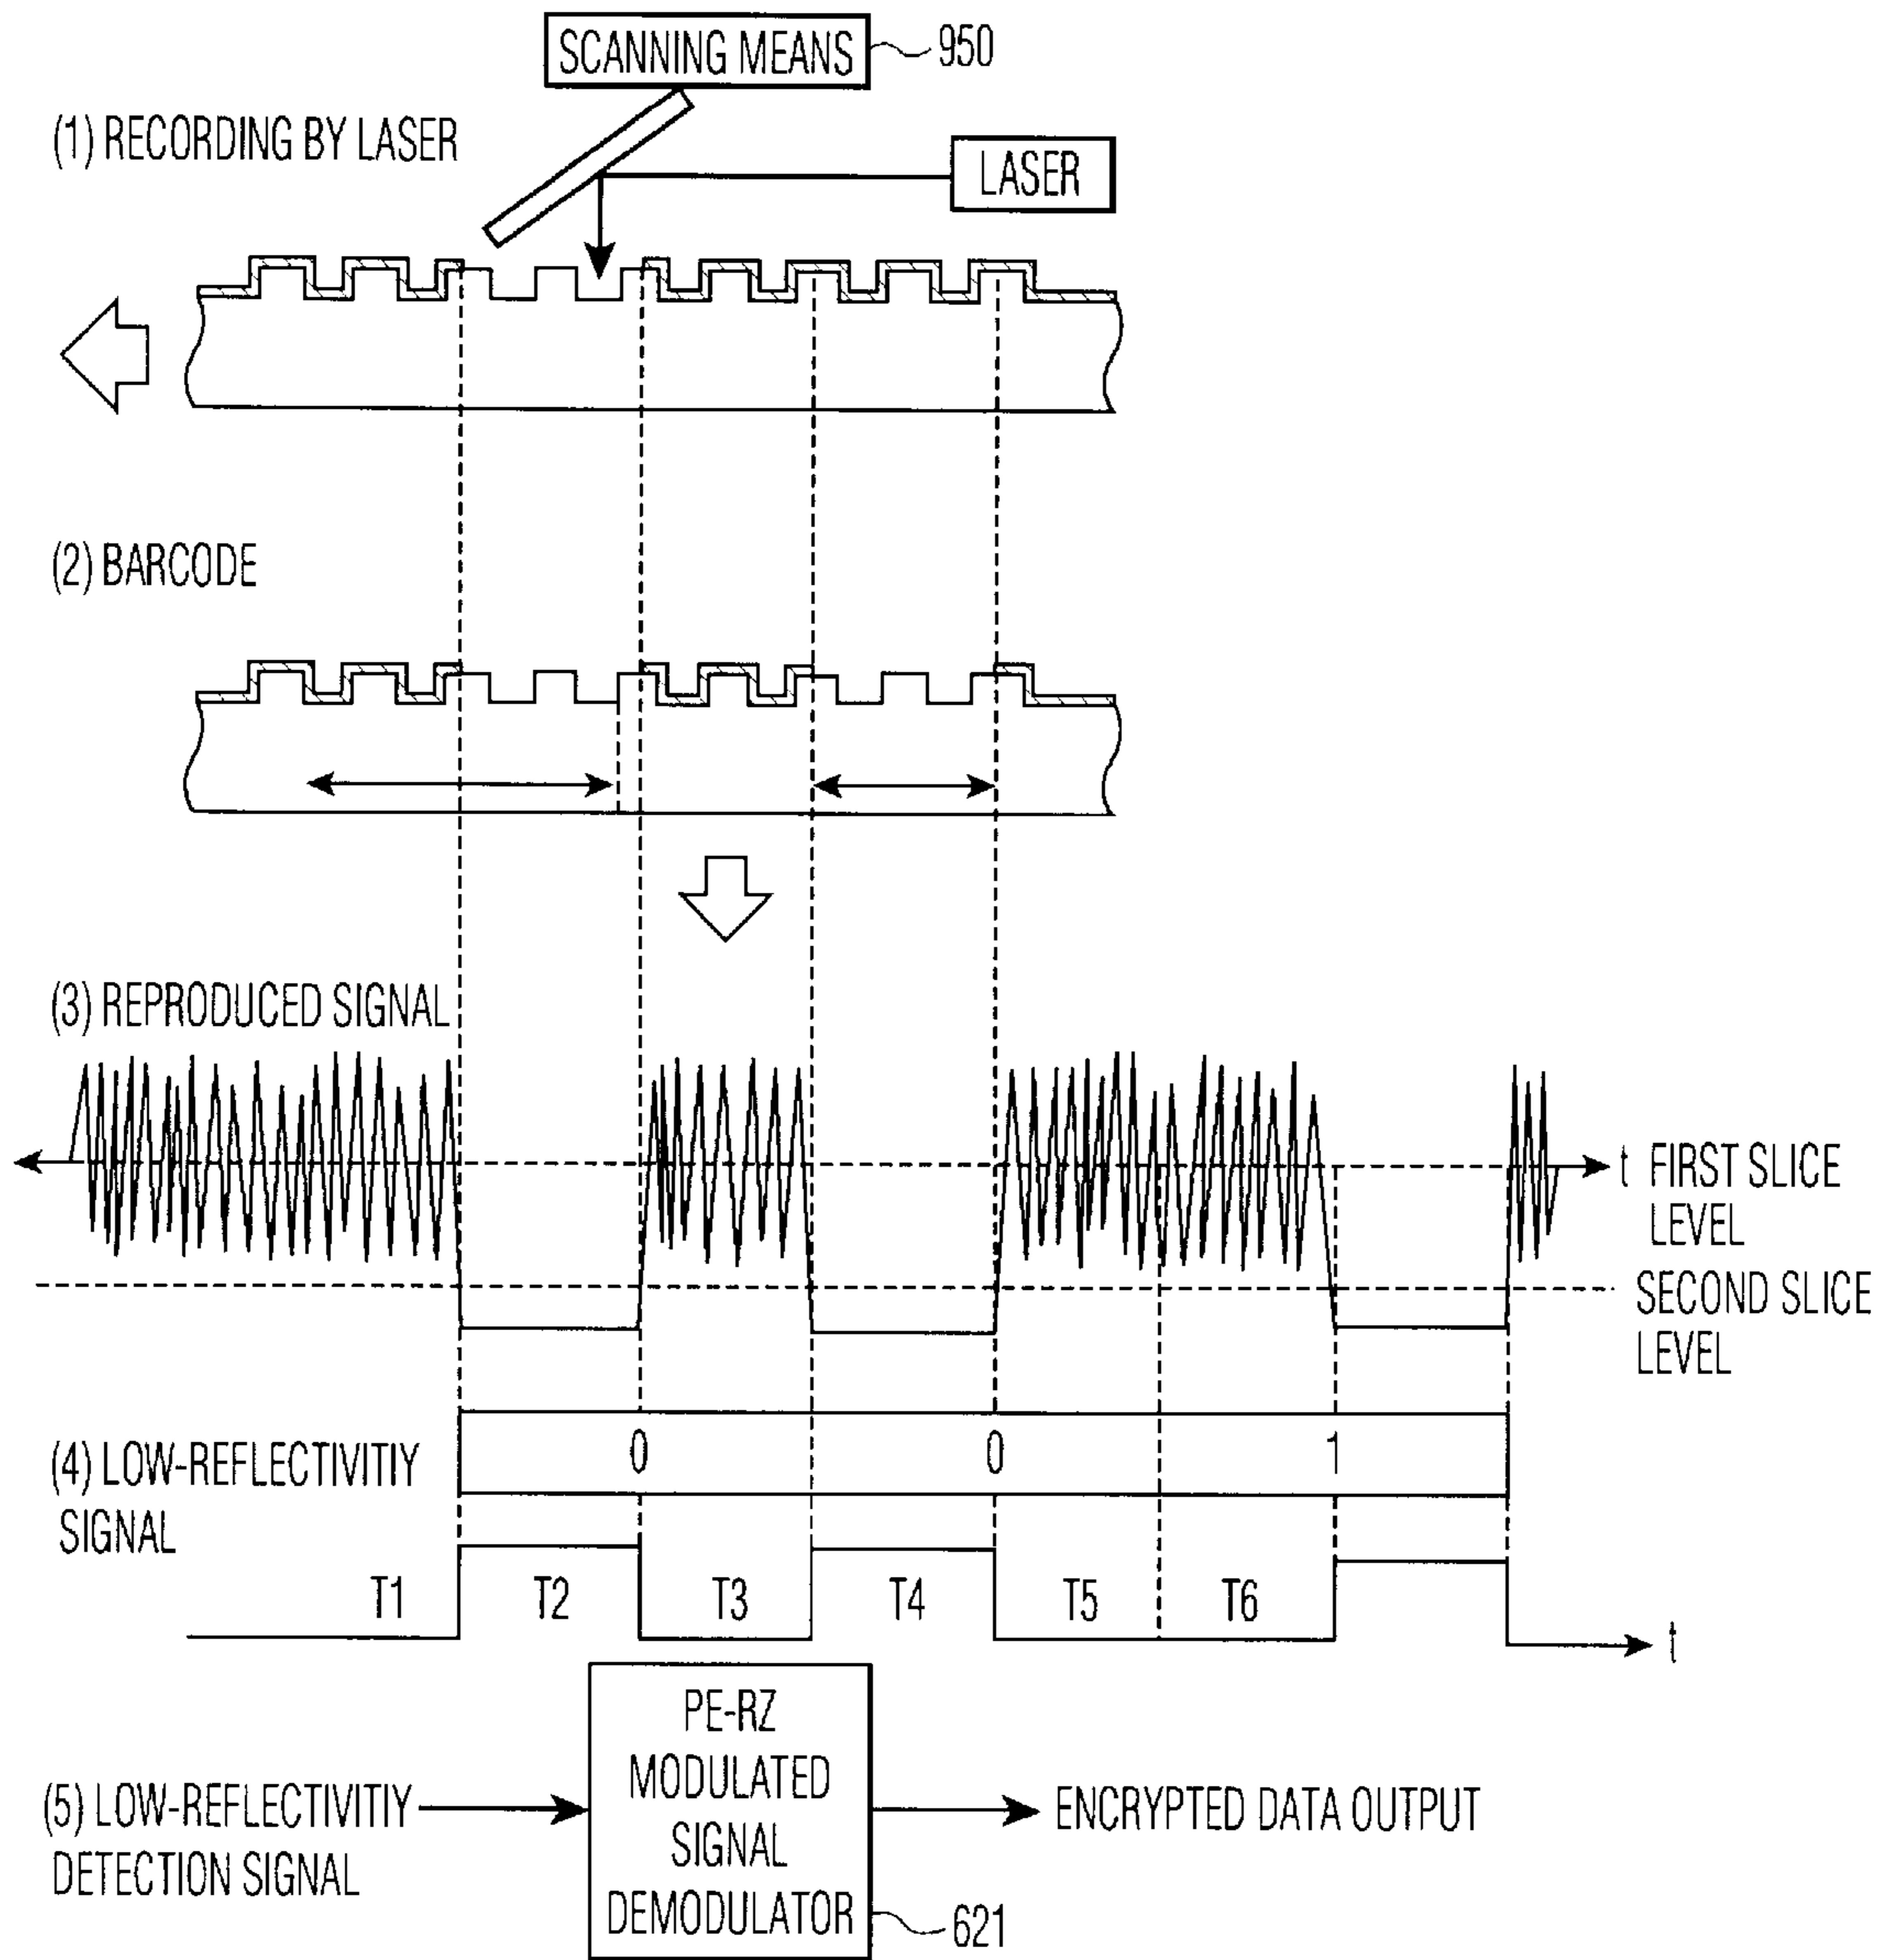 SCANNING MEANS
950
(1) RECORDING BY LASER
LASER
(2) BARCODE
(3) REPRODUCED SIGNAL
t FIRST SLICE
LEVEL
SECOND SLICE
LEVEL
(4) LOW-REFLECTIVITIY
SIGNAL
0 0 1
T1 T2 T3 T4 T5 T6
t
PE-RZ
MODULATED
SIGNAL
DEMODULATOR
621
(5) LOW-REFLECTIVITIY
DETECTION SIGNAL
ENCRYPTED DATA OUTPUT